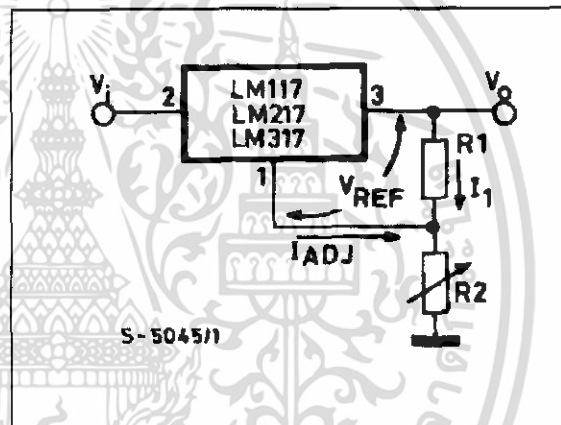 Vi
2
LM117
LM217
LM317
3
Vo
1
VREF
R1
I1
IADJ
R2
S-5045/1